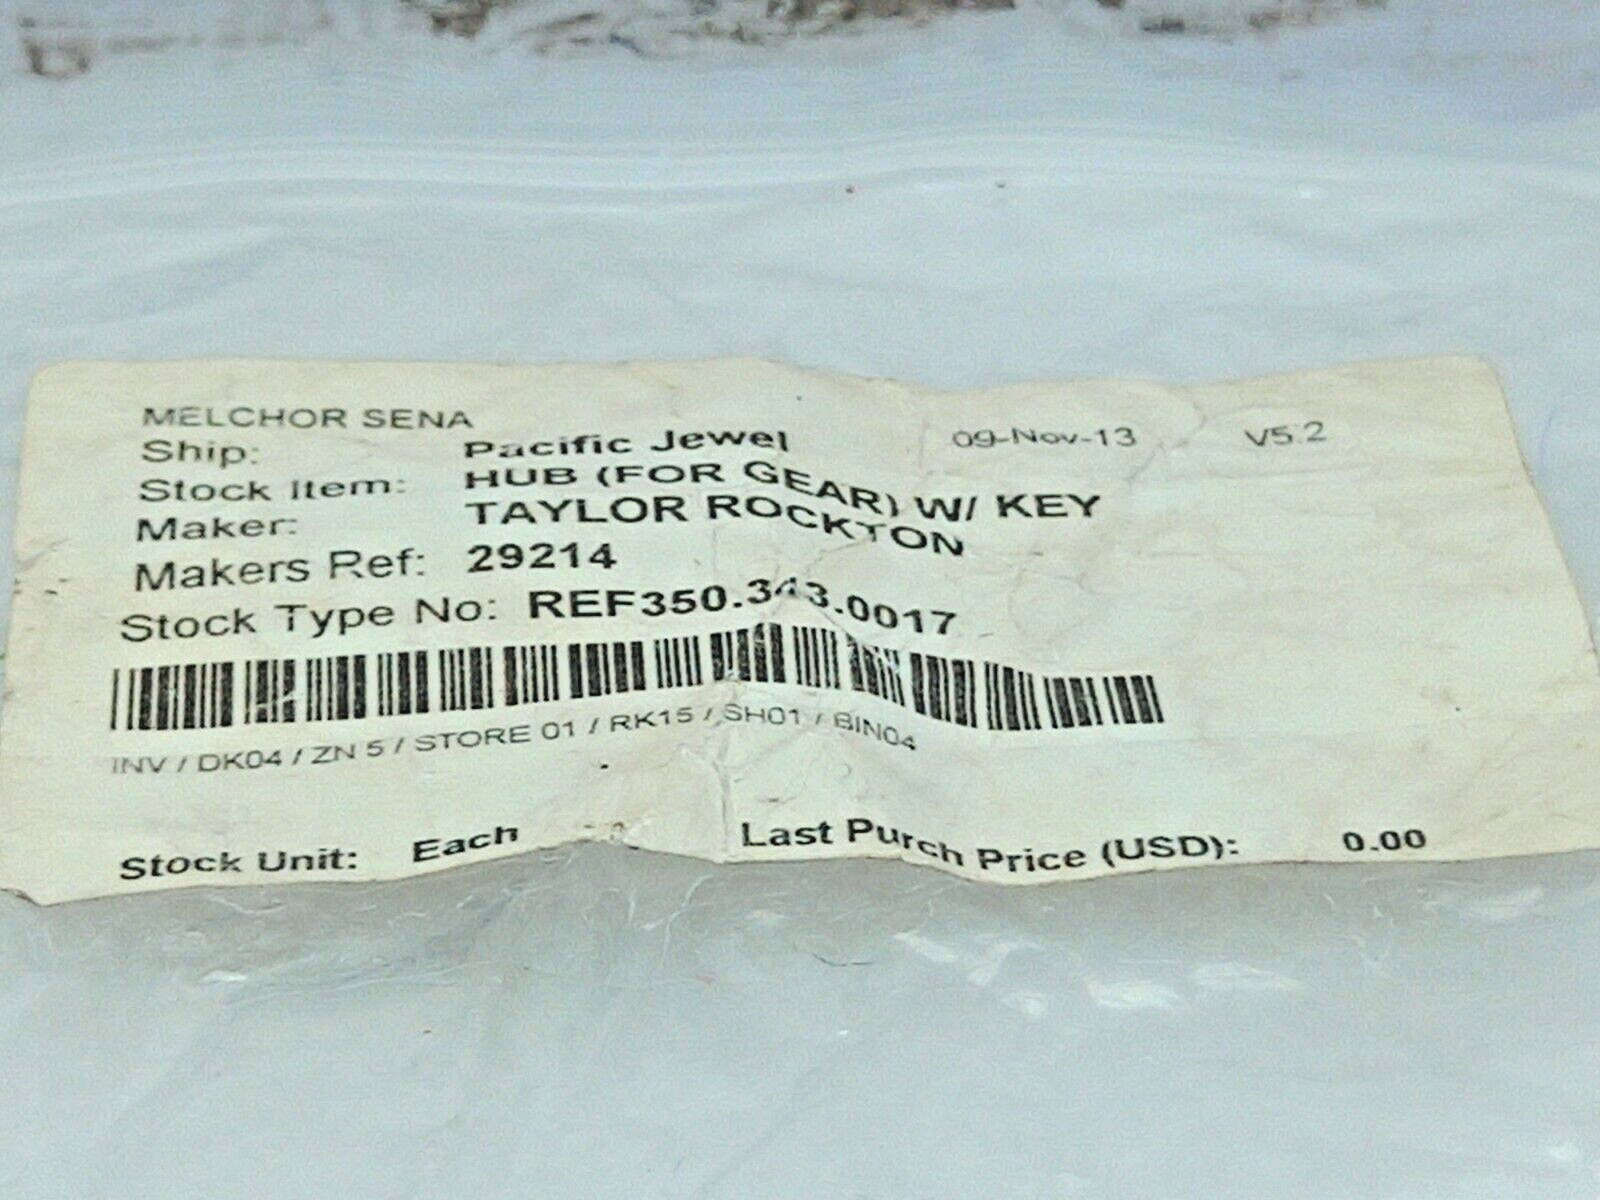 MELCHOR SENA
Ship: Pacific Jewel 09-Nov-13 V5.2
Stock Item: HUB (FOR GEAR) W/ KEY
Maker: TAYLOR ROCKTON
Makers Ref: 29214
Stock Type No: REF350.343.0017
INV / DK04 / ZN 5 / STORE 01 / RK15 / SH01 / BIN04
Stock Unit: Each Last Purch Price (USD): 0.00